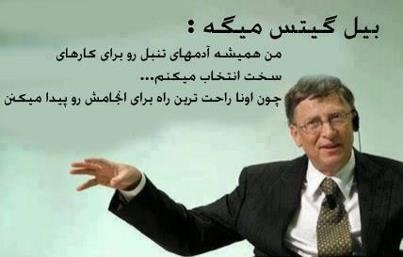 بیل گیتس میگه :
من همیشه آدمهای تنبل رو برای کارهای
سخت انتخاب میکنم...
چون اونا راحت ترین راه برای انجامش رو پیدا میکنن